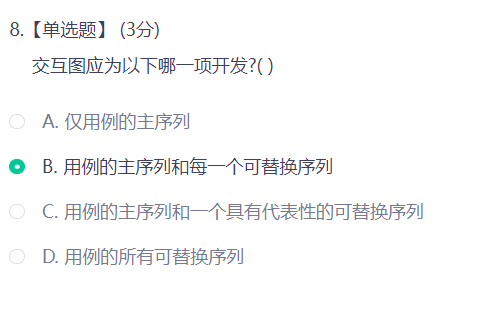 8.【单选题】 (3分)
交互图应为以下哪一项开发?( )
A. 仅用例的主序列
B. 用例的主序列和每一个可替换序列
C. 用例的主序列和一个具有代表性的可替换序列
D. 用例的所有可替换序列